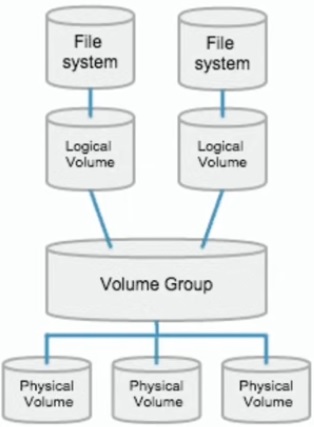 File
system
File
system
Logical
Volume
Logical
Volume
Volume Group
Physical
Volume
Physical
Volume
Physical
Volume